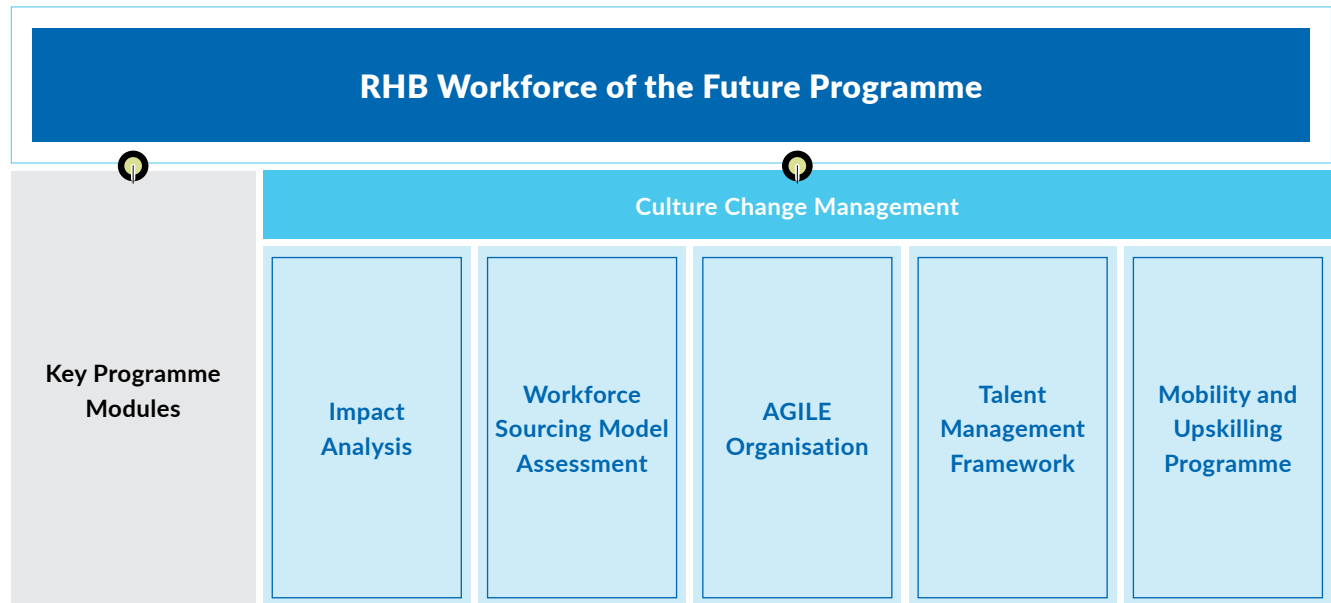 RHB Workforce of the Future Programme
Culture Change Management
Key Programme
Modules
Impact
Analysis
Workforce
Sourcing Model
Assessment
AGILE
Organisation
Talent
Management
Framework
Mobility and
Upskilling
Programme